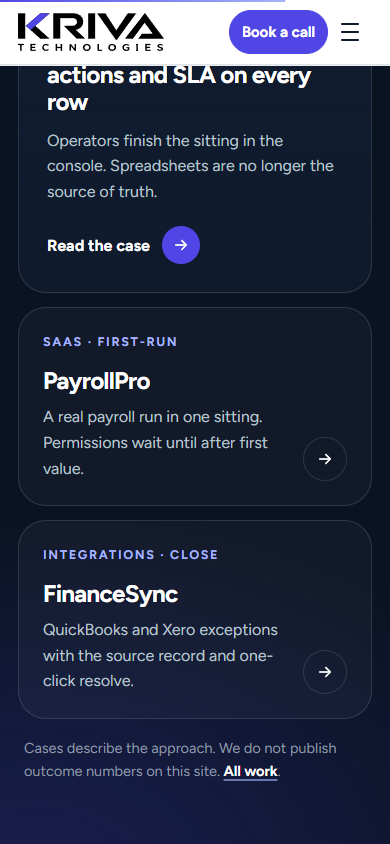 KRIVA
TECHNOLOGIES
Book a call
actions and SLA on every
row
Operators finish the sitting in the
console. Spreadsheets are no longer the
source of truth.
Read the case
SAAS · FIRST-RUN
PayrollPro
A real payroll run in one sitting.
Permissions wait until after first
value.
INTEGRATIONS · CLOSE
FinanceSync
QuickBooks and Xero exceptions
with the source record and one-
click resolve.
Cases describe the approach. We do not publish
outcome numbers on this site. All work.